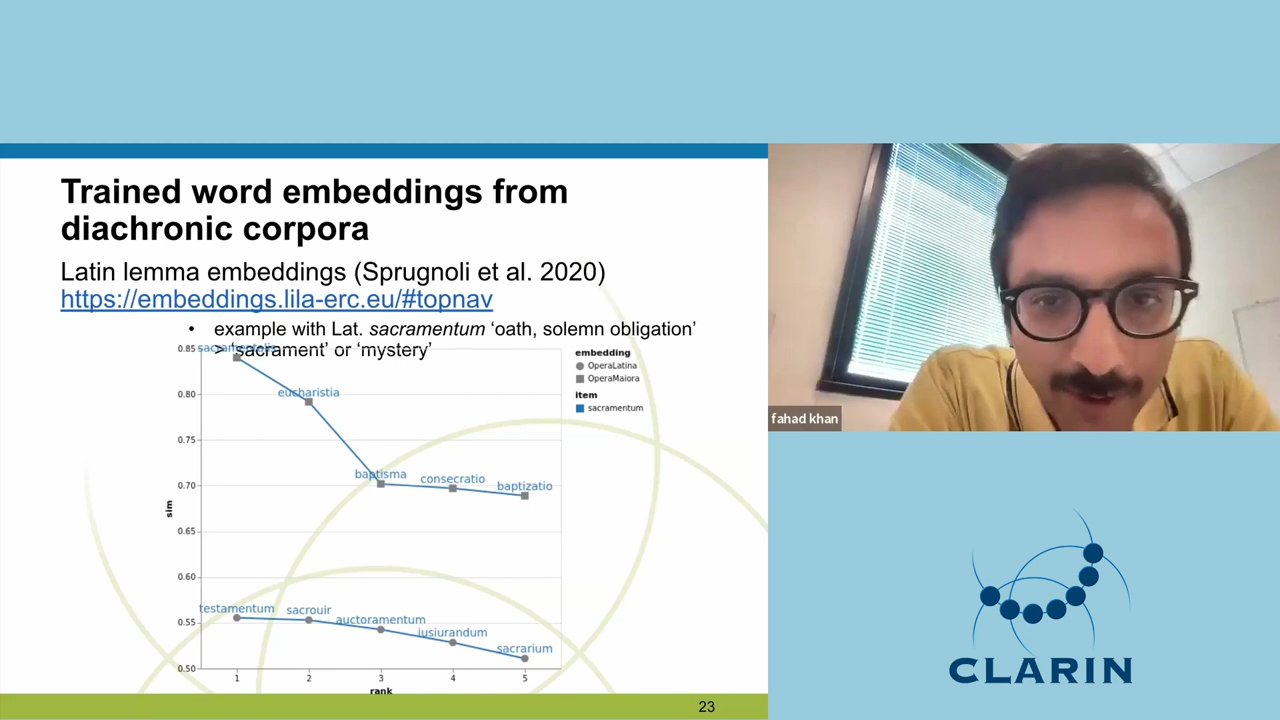 Trained word embeddings from
diachronic corpora
Latin lemma embeddings (Sprugnoli et al. 2020)
https://embeddings.lila-erc.eu/#topnav
• example with Lat. sacramentum ‘oath, solemn obligation’
> ‘sacrament’ or ‘mystery’
0.85
eucharistia
0.80
0.75
baptisma
consecratio
baptizatio
0.70
sim
0.65
0.60
testamentum
sacrouir
auctoramentum
iusiurandum
sacrarium
0.55
0.50
1 2 3 4 5
rank
embedding
OperaLatina
OperaMaiora
item
sacramentum
23
fahad khan
CLARIN